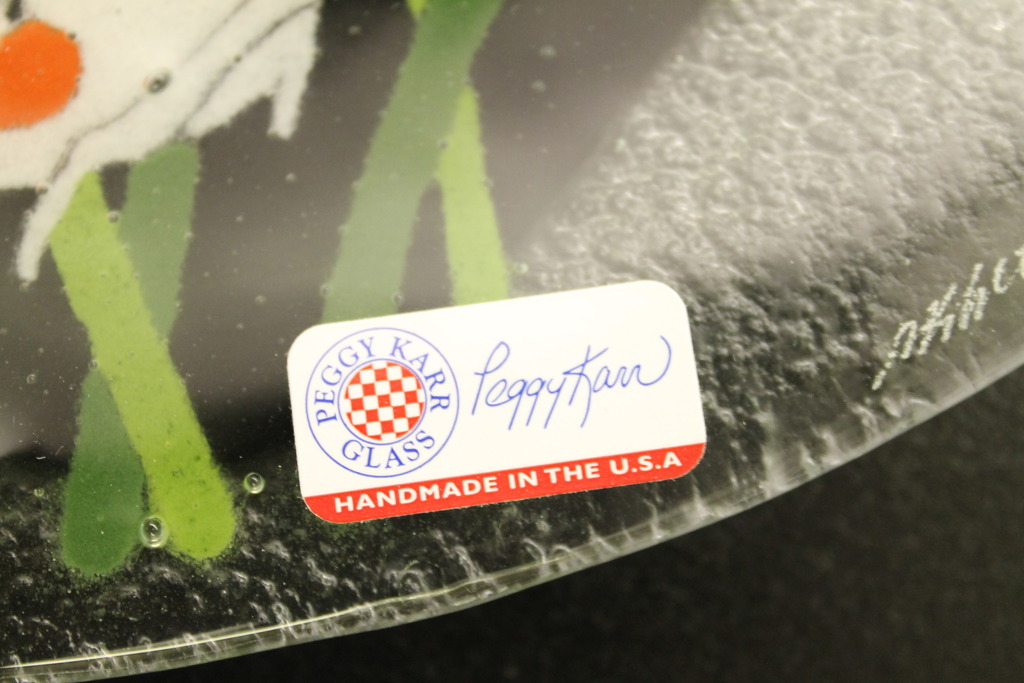 PEGGY KARR
GLASS
Peggy Karr
HANDMADE IN THE U.S.A